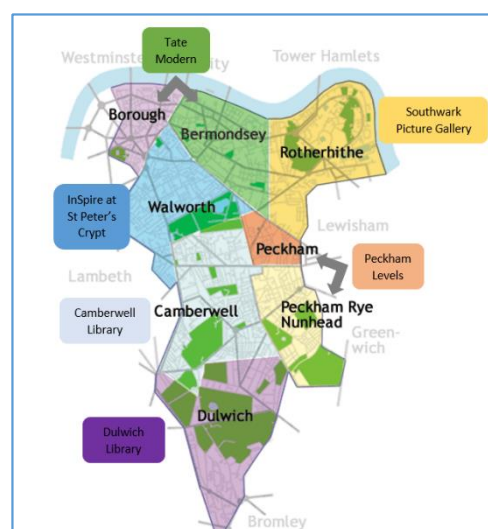 Westminster
Tate
Modern
ity
Tower Hamlets
Borough
Bermondsey
Southwark
Picture Gallery
Rotherhithe
InSpire at
St Peter's
Crypt
Walworth
Lewisham
Peckham
Peckham
Levels
Lambeth
Camberwell
Library
Camberwell
Peckham Rye
Nunhead
Green-
wich
Dulwich
Library
Dulwich
Bromley